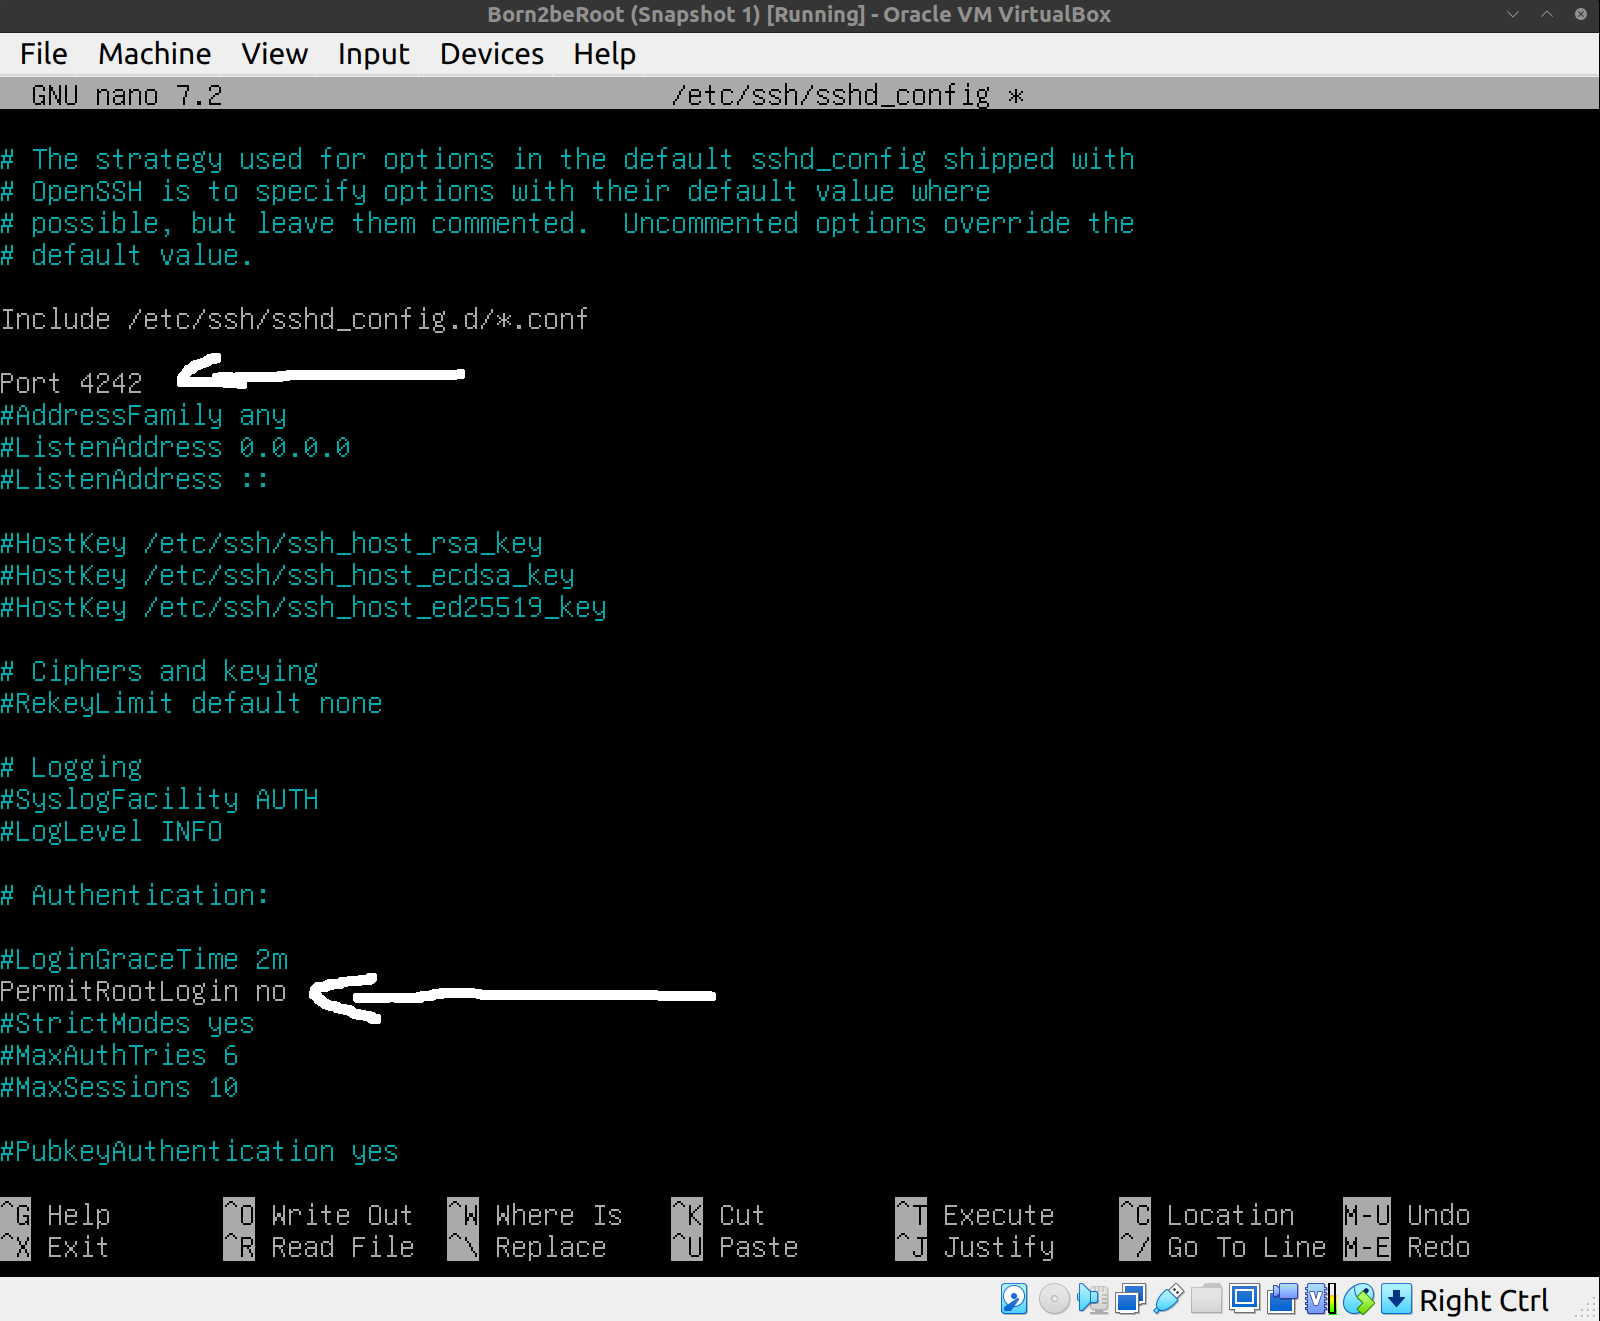 Born2beRoot (Snapshot 1) [Running] - Oracle VM VirtualBox
File Machine View Input Devices Help
GNU nano 7.2 /etc/ssh/sshd_config *
# The strategy used for options in the default sshd_config shipped with
# OpenSSH is to specify options with their default value where
# possible, but leave them commented.  Uncommented options override the
# default value.
Include /etc/ssh/sshd_config.d/*.conf
Port 4242
#AddressFamily any
#ListenAddress 0.0.0.0
#ListenAddress ::
#HostKey /etc/ssh/ssh_host_rsa_key
#HostKey /etc/ssh/ssh_host_ecdsa_key
#HostKey /etc/ssh/ssh_host_ed25519_key
# Ciphers and keying
#RekeyLimit default none
# Logging
#SyslogFacility AUTH
#LogLevel INFO
# Authentication:
#LoginGraceTime 2m
PermitRootLogin no
#StrictModes yes
#MaxAuthTries 6
#MaxSessions 10
#PubkeyAuthentication yes
^G Help ^O Write Out ^W Where Is ^K Cut ^T Execute ^C Location M-U Undo
^X Exit ^R Read File ^\ Replace ^U Paste ^J Justify ^/ Go To Line M-E Redo
Right Ctrl